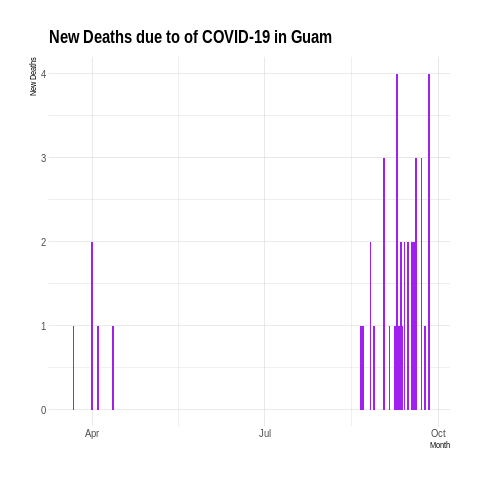 New Deaths due to of COVID-19 in Guam
New Deaths
4
3
2
1
0
Apr
Jul
Oct
Month